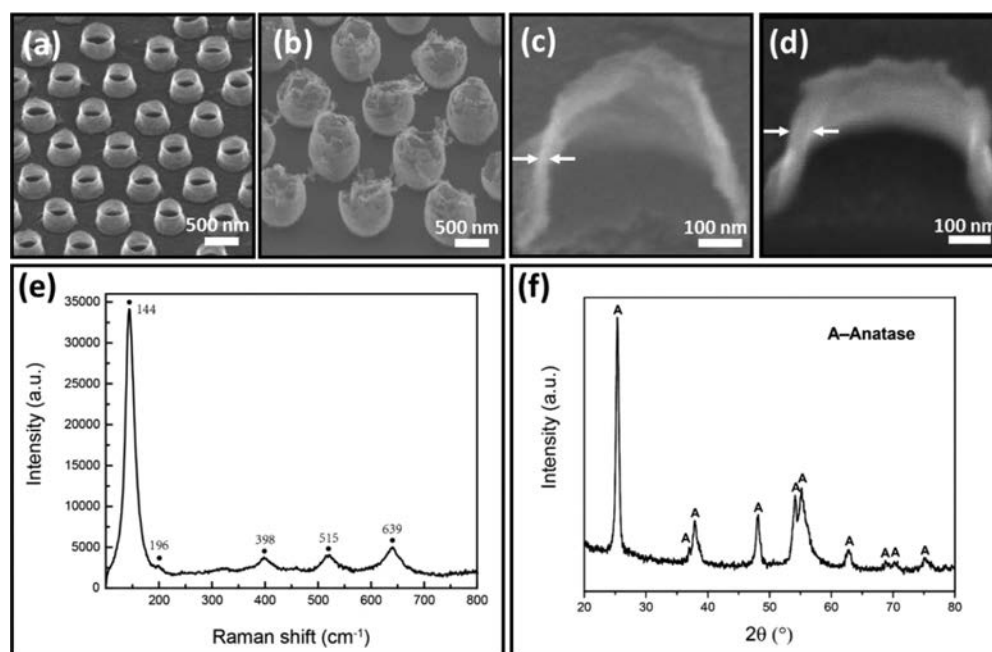 (a)
500 nm
(b)
500 nm
(c)
100 nm
(d)
100 nm
(e)
35000
30000
25000
20000
15000
10000
5000
0
Intensity (a.u.)
144
196
398
515
639
200 300 400 500 600 700 800
Raman shift (cm⁻¹)
(f)
Intensity (a.u.)
A–Anatase
A
A
A
A
A
A
A
A
A
A
20 30 40 50 60 70 80
2θ (°)